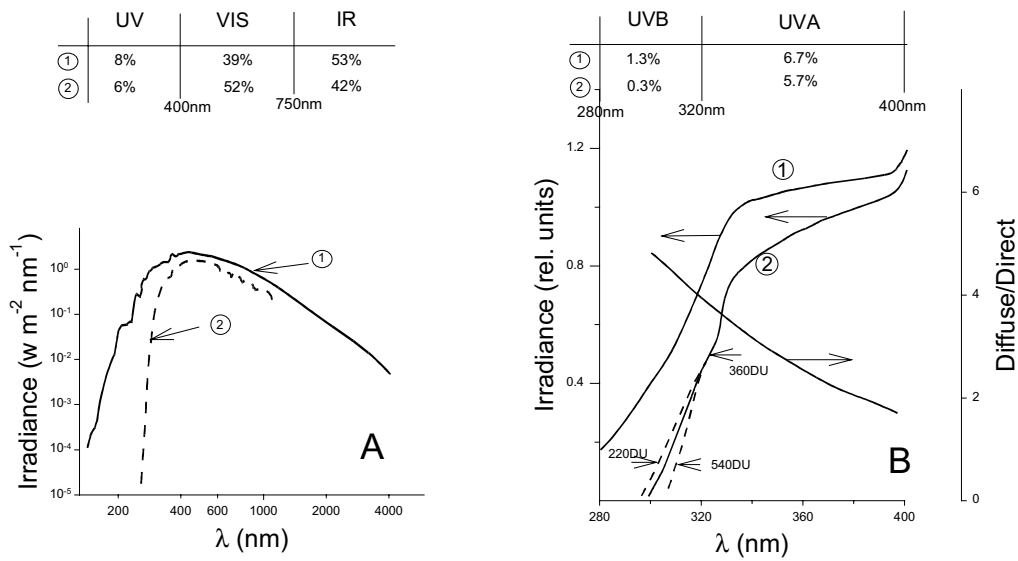 UV VIS IR
① 8% 39% 53%
② 6% 52% 42%
400nm 750nm
Irradiance (w m-2 nm-1)
10⁰
10-1
10-2
10-3
10-4
10-5
①
②
A
200 400 600 1000 2000 4000
λ (nm)
UVB UVA
① 1.3% 6.7%
② 0.3% 5.7%
280nm 320nm 400nm
Irradiance (rel. units)
1.2
0.8
0.4
①
②
360DU
220DU
540DU
B
6
4
2
0
Diffuse/Direct
280 320 360 400
λ (nm)